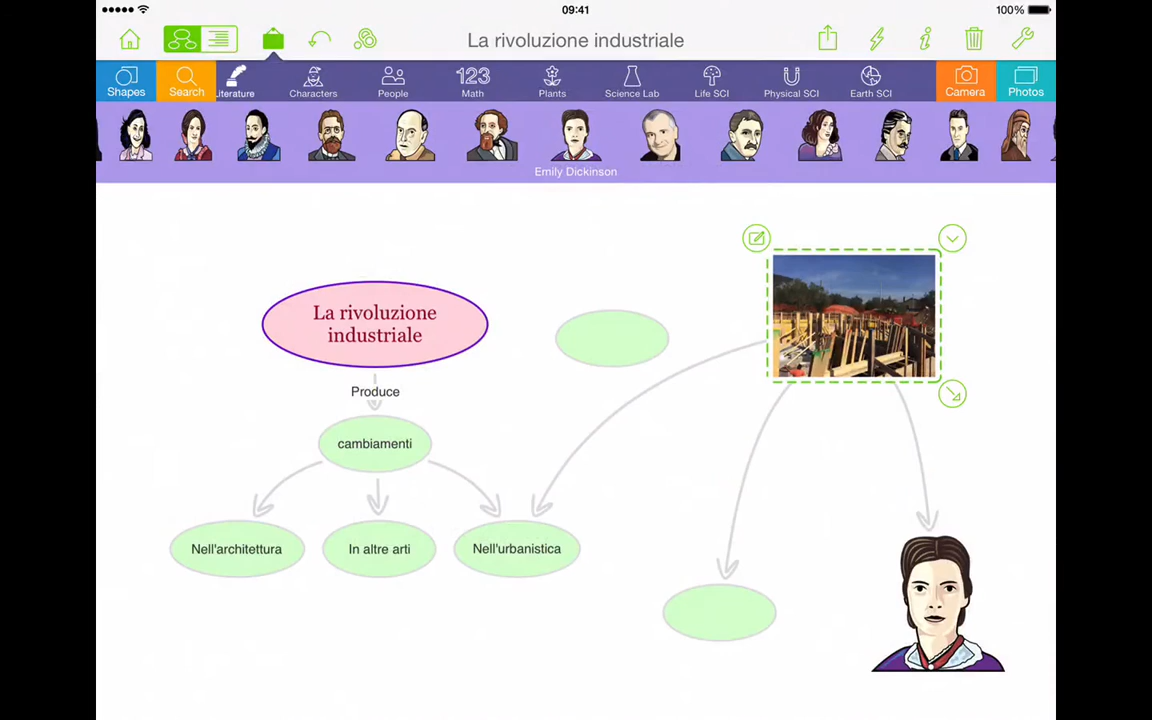 09:41
100%
La rivoluzione industriale
Shapes
Search
Literature
Characters
People
123
Math
Plants
Science Lab
Life SCI
Physical SCI
Earth SCI
Camera
Photos
Emily Dickinson
La rivoluzione
industriale
Produce
cambiamenti
Nell'architettura
In altre arti
Nell'urbanistica